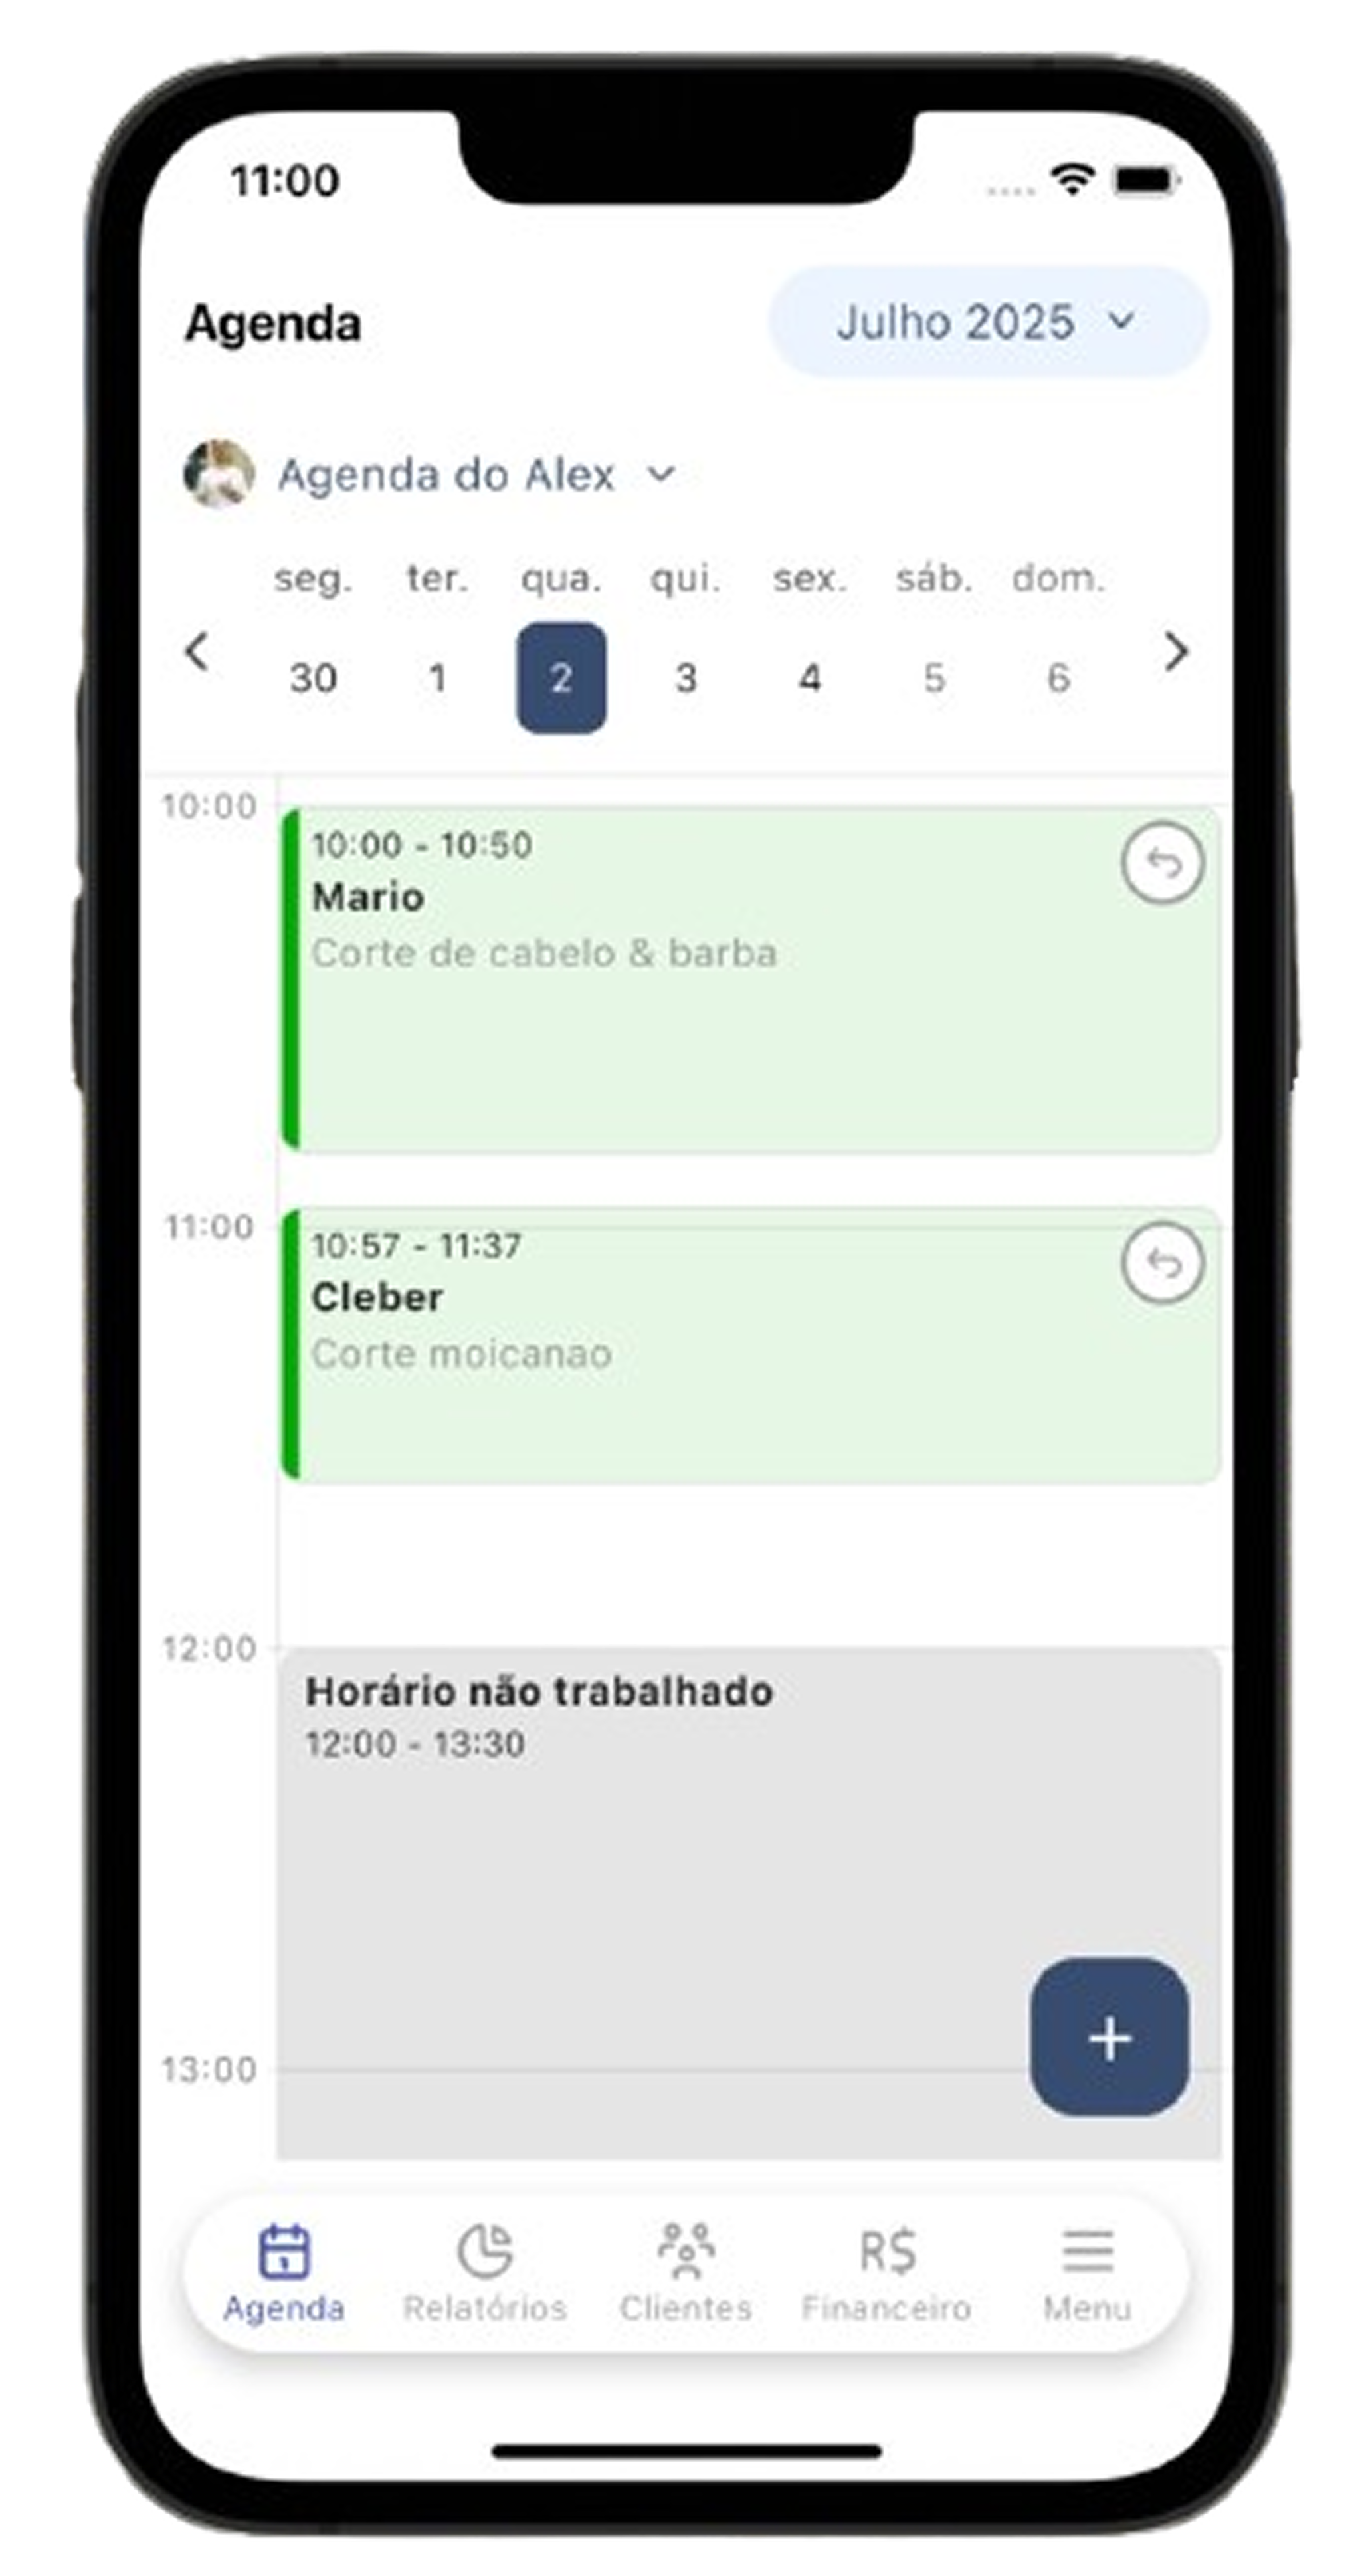 11:00
Agenda
Julho 2025
Agenda do Alex
seg. ter. qua. qui. sex. sáb. dom.
30 1 2 3 4 5 6
10:00
10:00 - 10:50
Mario
Corte de cabelo & barba
11:00
10:57 - 11:37
Cleber
Corte moicanao
12:00
Horário não trabalhado
12:00 - 13:30
13:00
+
Agenda Relatórios Clientes R$ Financeiro Menu